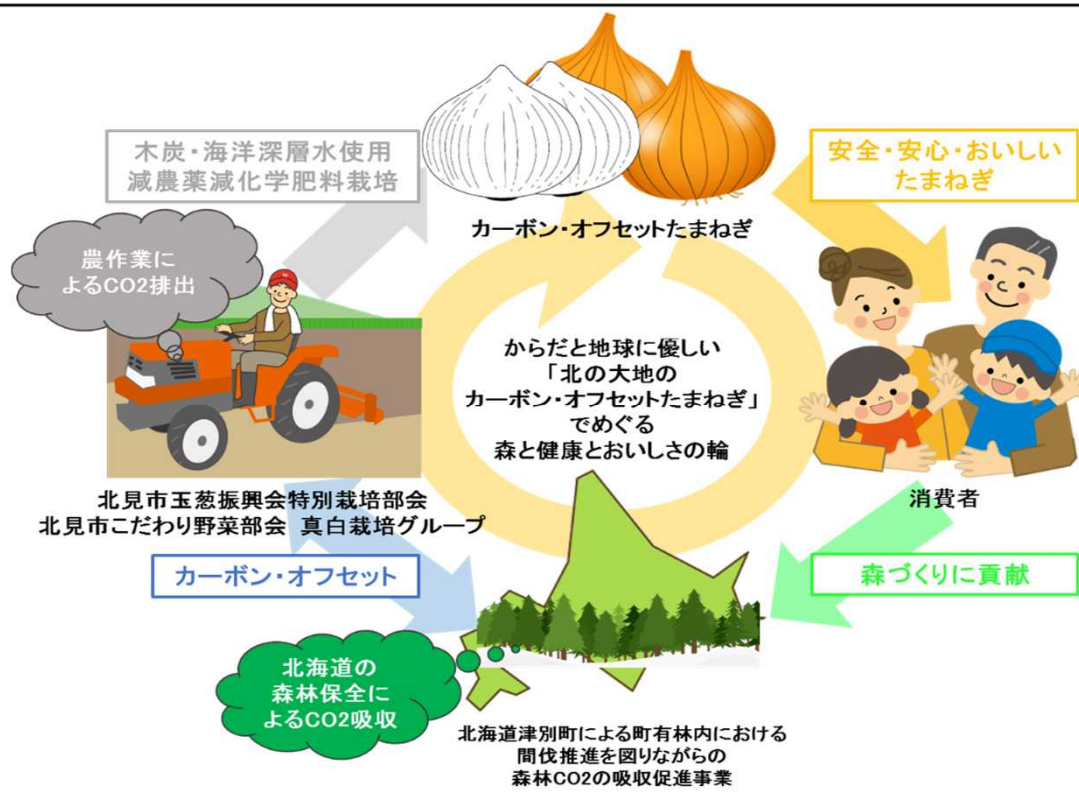 木炭・海洋深層水使用
減農薬減化学肥料栽培
安全・安心・おいしい
たまねぎ
カーボン・オフセットたまねぎ
農作業に
よるCO2排出
からだと地球に優しい
「北の大地の
カーボン・オフセットたまねぎ」
でめぐる
森と健康とおいしさの輪
北見市玉葱振興会特別栽培部会
北見市こだわり野菜部会 真白栽培グループ
消費者
カーボン・オフセット
森づくりに貢献
北海道の
森林保全に
よるCO2吸収
北海道津別町による町有林内における
間伐推進を図りながらの
森林CO2の吸収促進事業